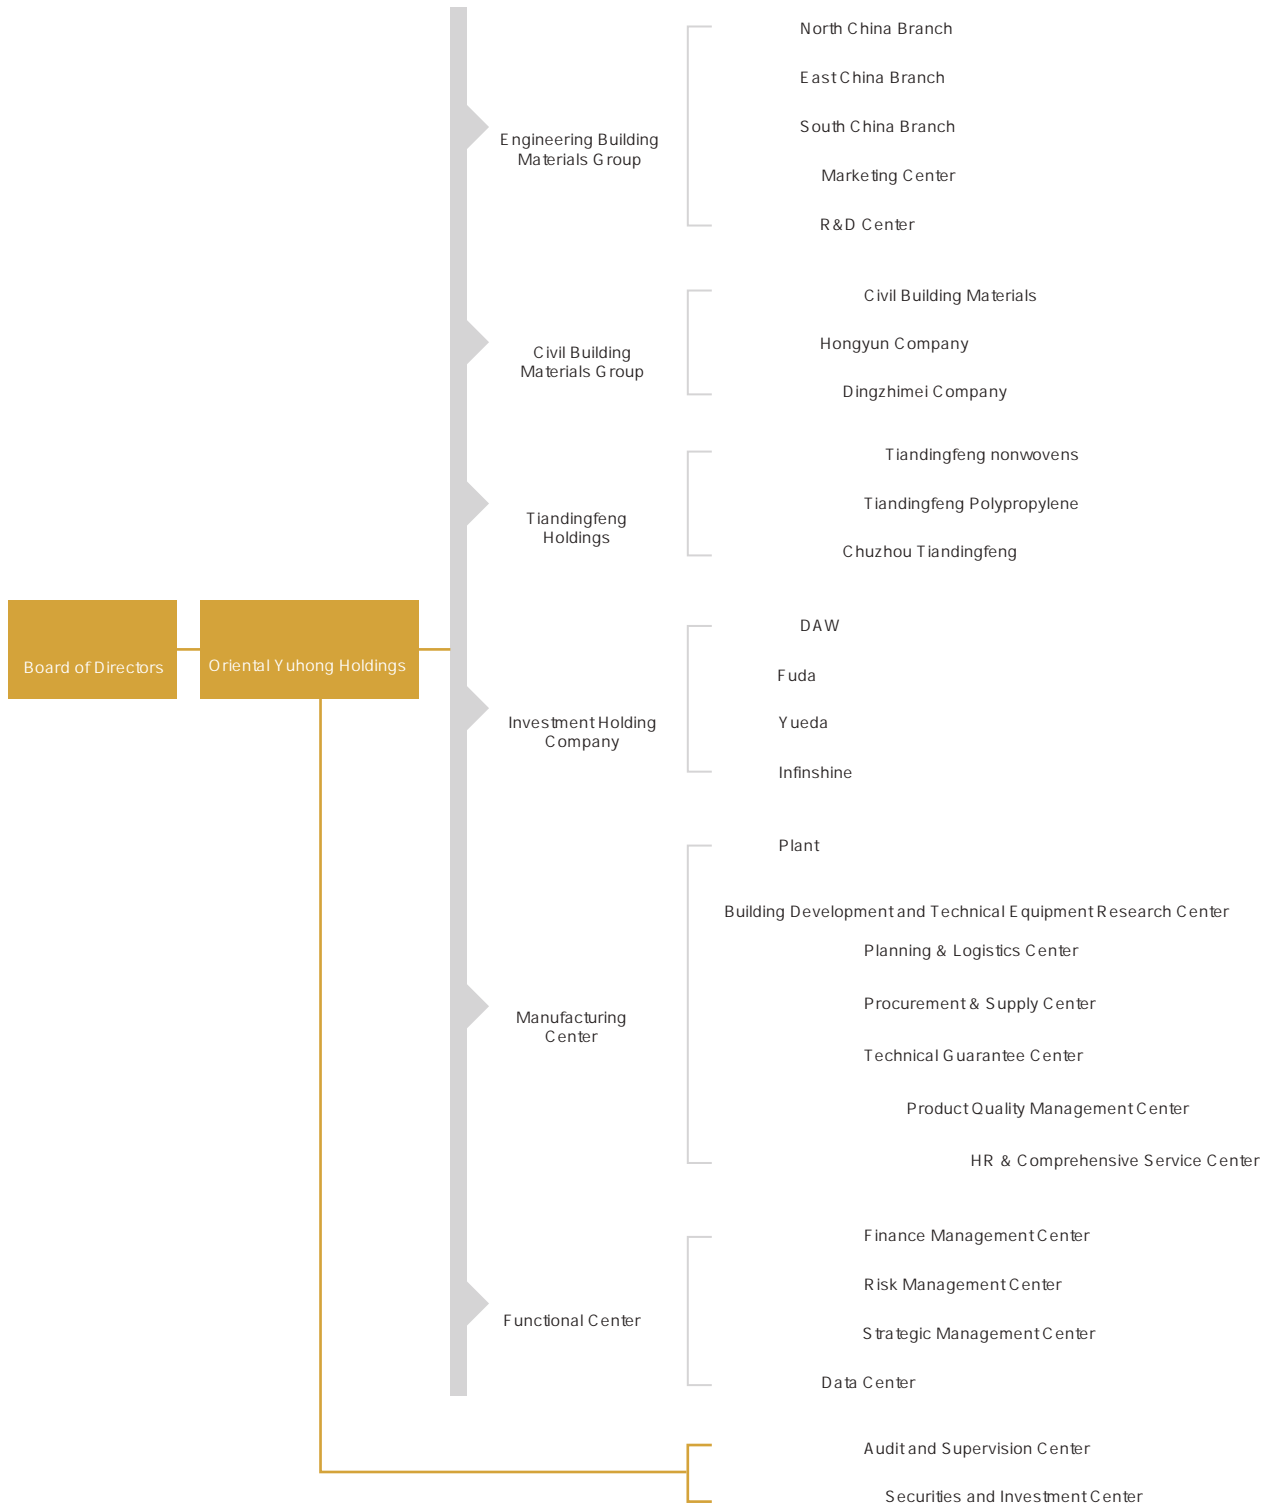 Board of Directors
Oriental Yuhong Holdings
Engineering Building
Materials Group
North China Branch
East China Branch
South China Branch
Marketing Center
R&D Center
Civil Building
Materials Group
Civil Building Materials
Hongyun Company
Dingzhimei Company
Tiandingfeng
Holdings
Tiandingfeng nonwovens
Tiandingfeng Polypropylene
Chuzhou Tiandingfeng
Investment Holding
Company
DAW
Fuda
Yueda
Infinshine
Manufacturing
Center
Plant
Building Development and Technical Equipment Research Center
Planning & Logistics Center
Procurement & Supply Center
Technical Guarantee Center
Product Quality Management Center
HR & Comprehensive Service Center
Functional Center
Finance Management Center
Risk Management Center
Strategic Management Center
Data Center
Audit and Supervision Center
Securities and Investment Center